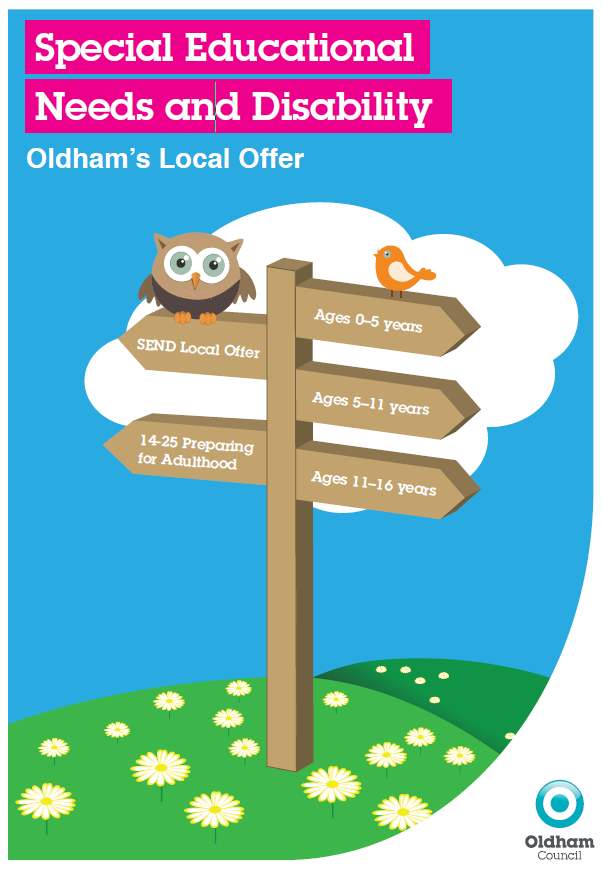 Special Educational
Needs and Disability
Oldham’s Local Offer
SEND Local Offer
14-25 Preparing
for Adulthood
Ages 0–5 years
Ages 5–11 years
Ages 11–16 years
Oldham
Council